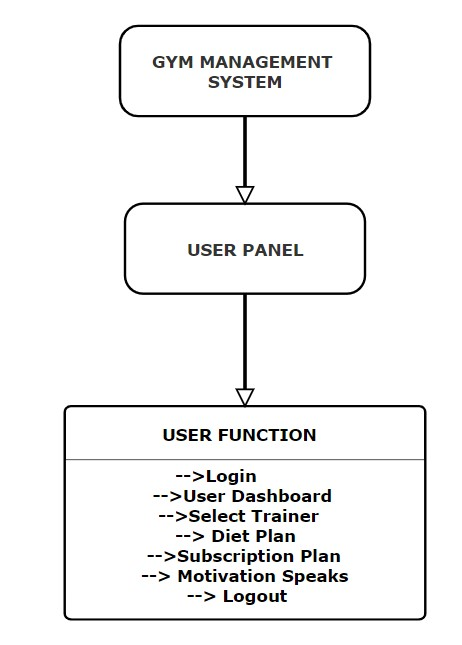 GYM MANAGEMENT
SYSTEM
USER PANEL
USER FUNCTION
-->Login
-->User Dashboard
-->Select Trainer
--> Diet Plan
-->Subscription Plan
--> Motivation Speaks
--> Logout